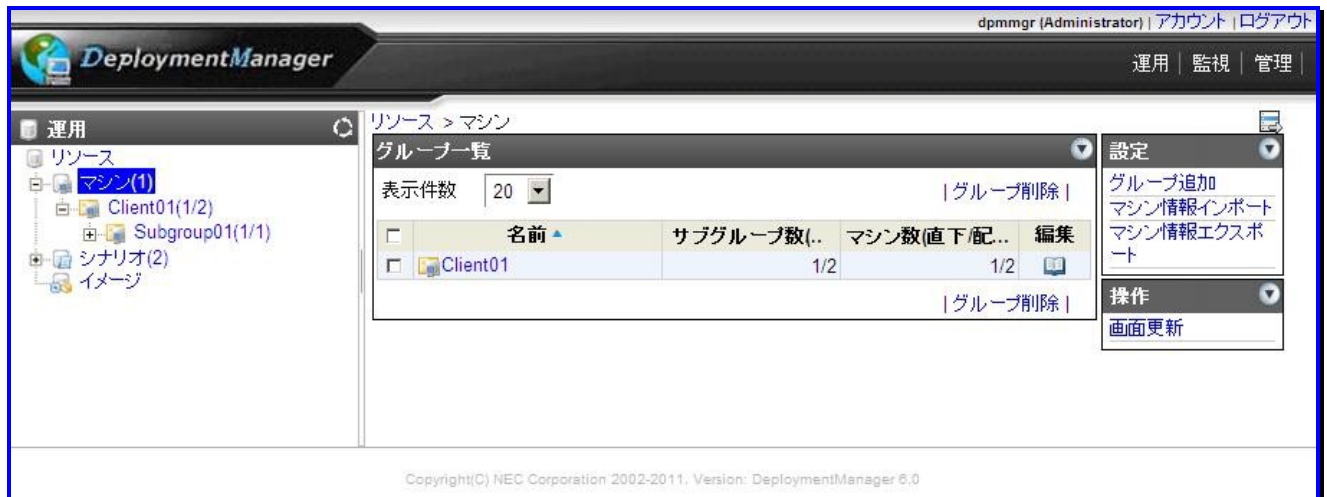 dpmmgr (Administrator) | アカウント | ログアウト
DeploymentManager
運用 | 監視 | 管理 |
運用
リソース
マシン(1)
Client01(1/2)
Subgroup01(1/1)
シナリオ(2)
イメージ
リソース > マシン
グループ一覧
表示件数 20
| グループ削除 |
名前 サブグループ数(.. マシン数(直下/配... 編集
Client01 1/2 1/2
| グループ削除 |
設定
グループ追加
マシン情報インポート
マシン情報エクスポ
ート
操作
画面更新
Copyright(C) NEC Corporation 2002-2011, Version: DeploymentManager 6.0